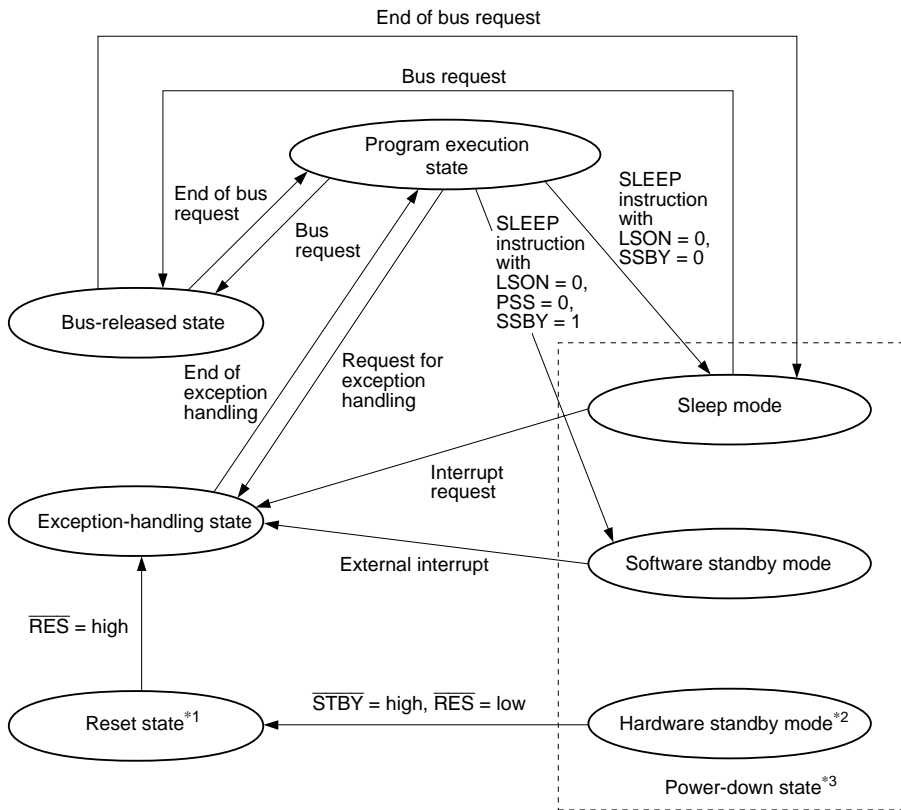 End of bus request
Bus request
Program execution
state
End of bus
request
Bus
request
SLEEP
instruction
with
LSON = 0,
PSS = 0,
SSBY = 1
SLEEP
instruction
with
LSON = 0,
SSBY = 0
Bus-released state
End of
exception
handling
Request for
exception
handling
Sleep mode
Interrupt
request
Exception-handling state
External interrupt
Software standby mode
R̅E̅S̅ = high
S̅T̅B̅Y̅ = high, R̅E̅S̅ = low
Reset state*1
Hardware standby mode*2
Power-down state*3